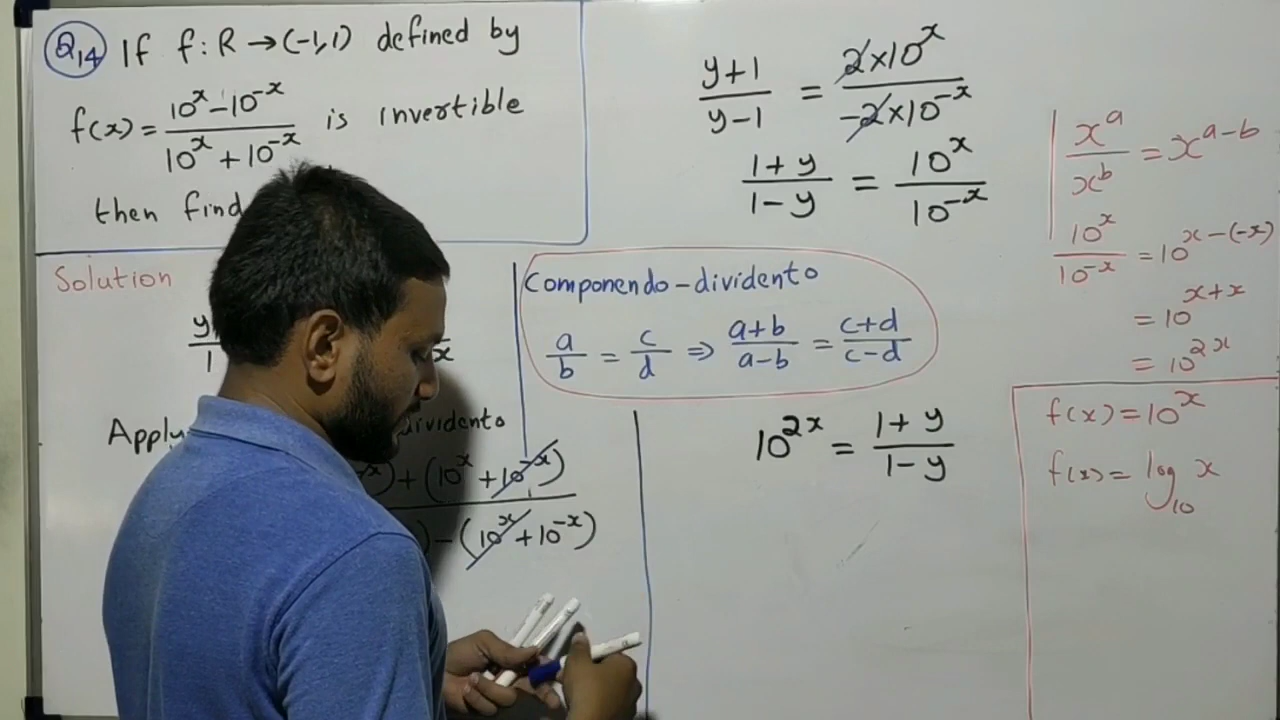 Q14 If f: R → (-1,1) defined by
f(x) = (10^x - 10^-x)/(10^x + 10^-x) is invertible
then find
Solution
y/1
x
Apply dividento
x) + (10^x + 10^-x)
) - (10^x + 10^-x)
Componendo-dividento
a/b = c/d ⇒ (a+b)/(a-b) = (c+d)/(c-d)
(y+1)/(y-1) = (2×10^x)/(-2×10^-x)
(1+y)/(1-y) = 10^x/10^-x
10^2x = (1+y)/(1-y)
x^a/x^b = x^(a-b)
10^x/10^-x = 10^(x-(-x))
= 10^(x+x)
= 10^2x
f(x) = 10^x
f(x) = log_10 x